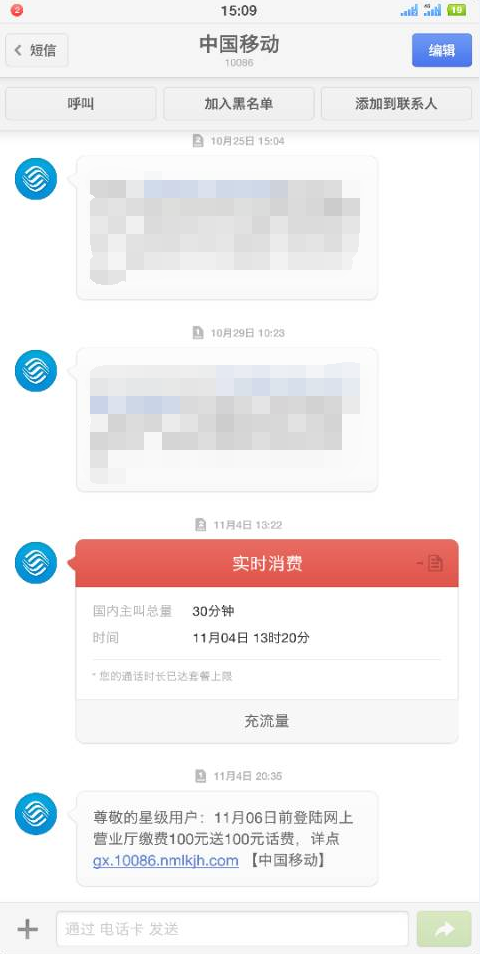 2
15:09
19
短信
中国移动
10086
编辑
呼叫
加入黑名单
添加到联系人
2 10月25日 15:04
1 10月29日 10:23
2 11月4日 13:22
实时消费
国内主叫总量 30分钟
时间 11月04日 13时20分
* 您的通话时长已达套餐上限
充流量
1 11月4日 20:36
尊敬的星级用户：11月06日前登陆网上
营业厅缴费100元送100元话费，详点
gx.10086.nmlkjh.com 【中国移动】
通过 电话卡 发送